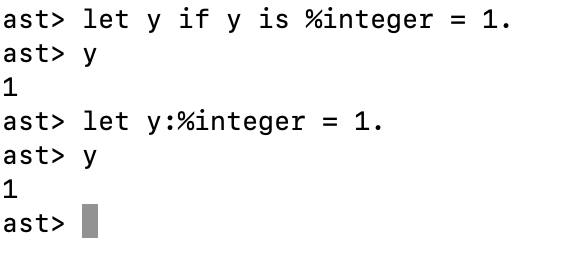 ast> let y if y is %integer = 1.
ast> y
1
ast> let y:%integer = 1.
ast> y
1
ast>